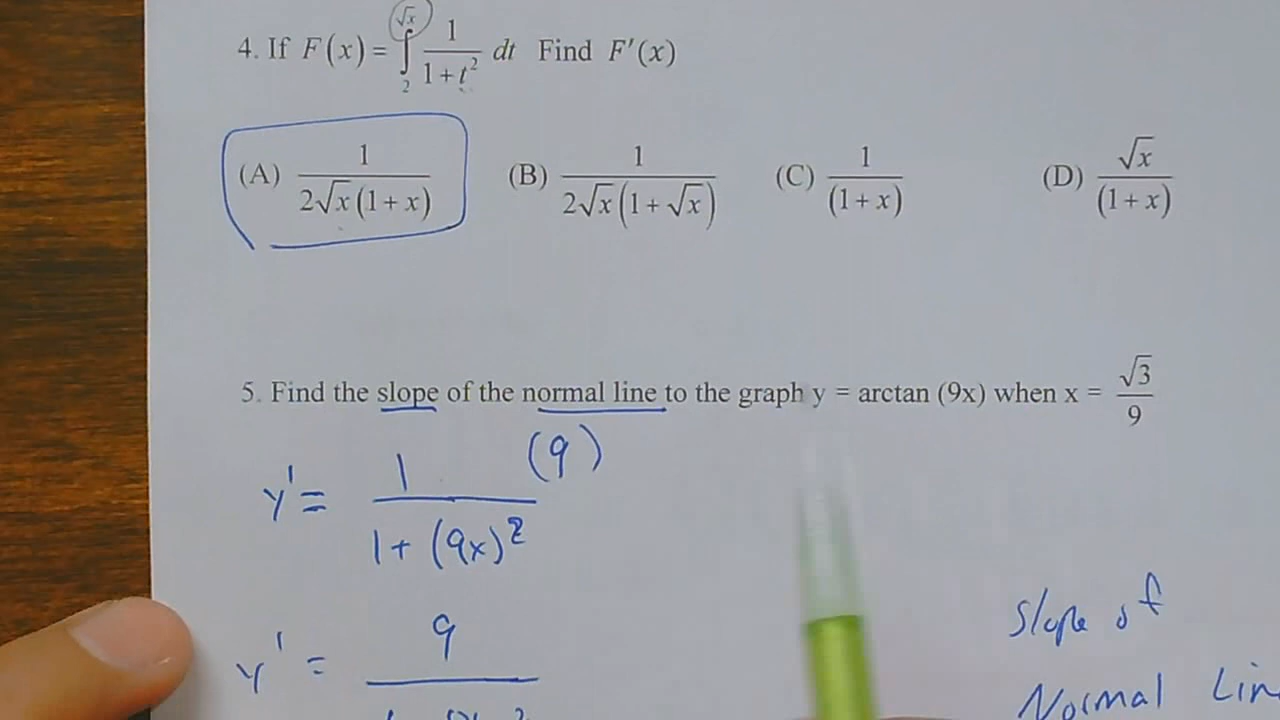 4. If F(x) = ∫₂^√x 1/(1 + t²) dt Find F′(x)
(A) 1/(2√x(1 + x)) (B) 1/(2√x(1 + √x)) (C) 1/(1 + x) (D) √x/(1 + x)
5. Find the slope of the normal line to the graph y = arctan (9x) when x = √3/9
y' = 1/(1 + (9x)²) (9)
Slope of
y' = 9
Normal Lin